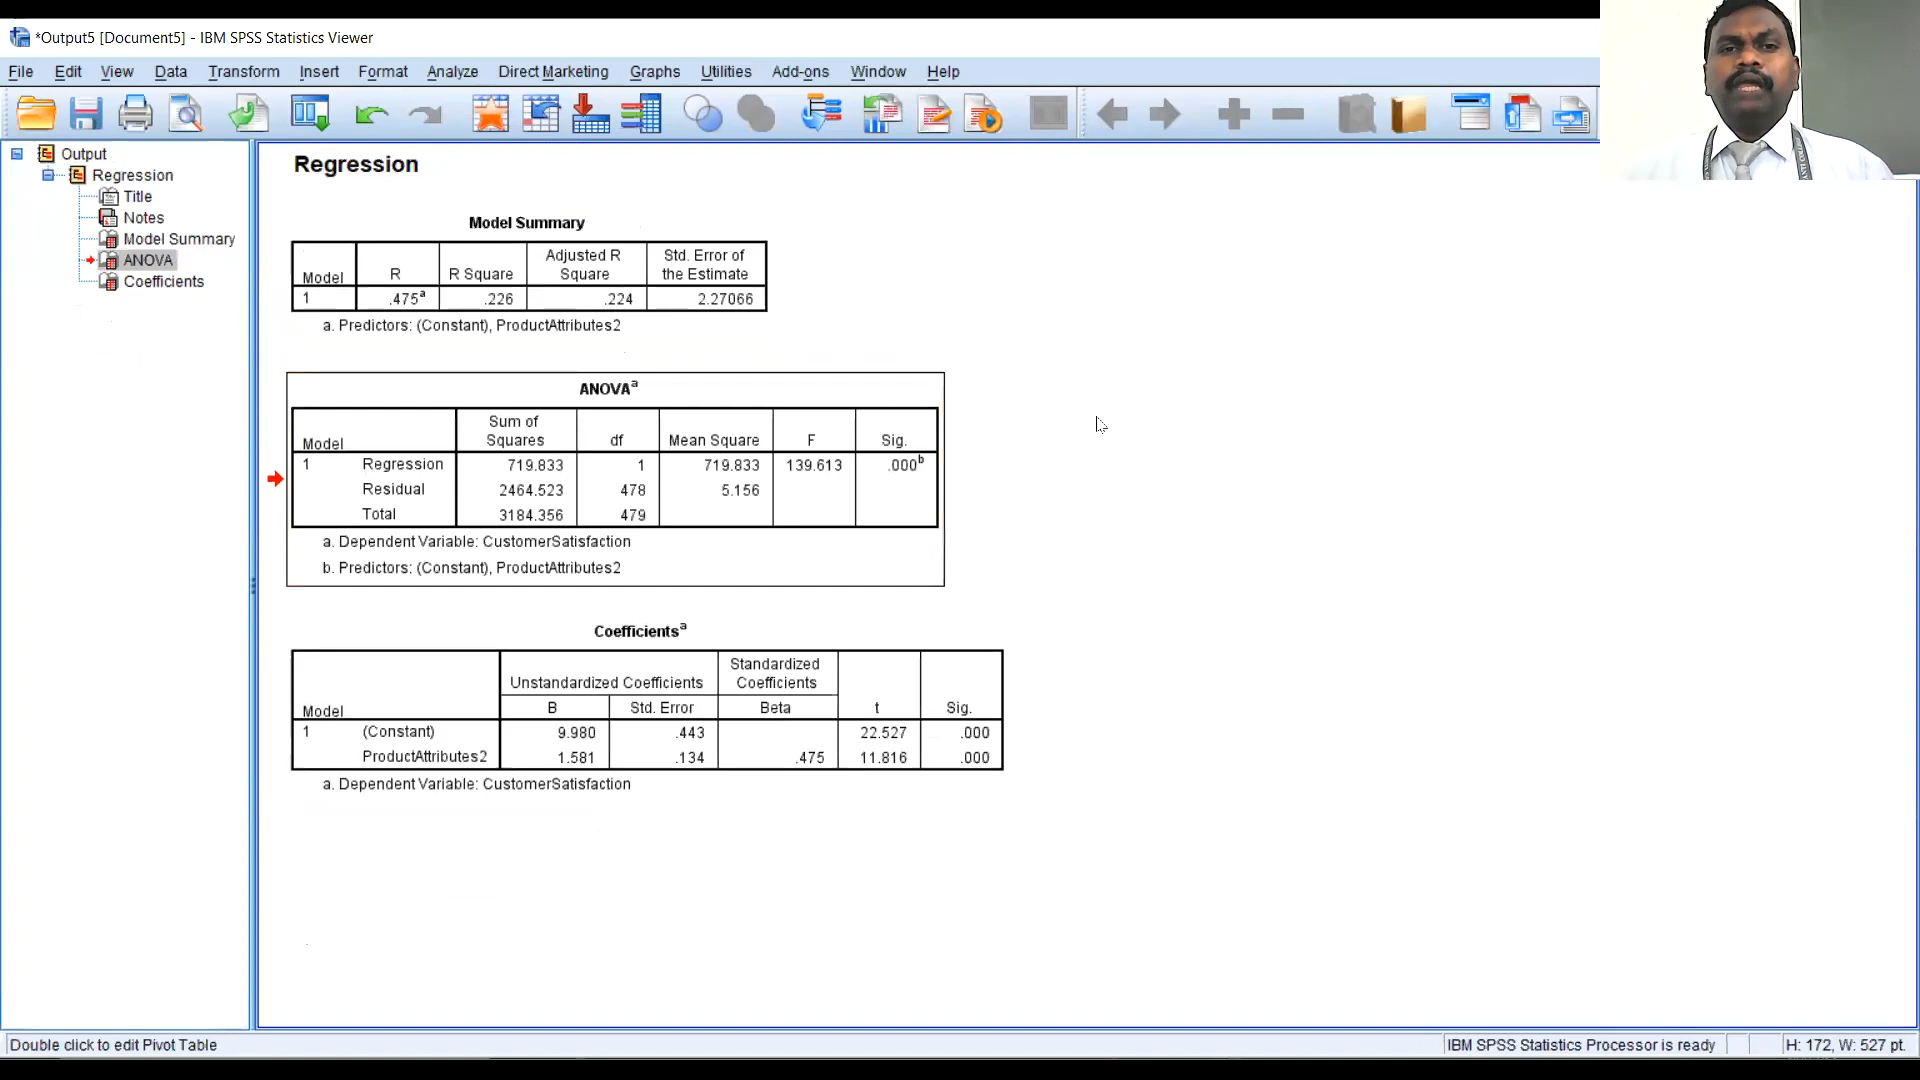 *Output5 [Document5] - IBM SPSS Statistics Viewer
File Edit View Data Transform Insert Format Analyze Direct Marketing Graphs Utilities Add-ons Window Help
Output
Regression
Title
Notes
Model Summary
ANOVA
Coefficients
Regression
Model Summary
Model R R Square Adjusted R Square Std. Error of the Estimate
1 .475a .226 .224 2.27066
a. Predictors: (Constant), ProductAttributes2
ANOVAa
Model Sum of Squares df Mean Square F Sig.
1 Regression 719.833 1 719.833 139.613 .000b
Residual 2464.523 478 5.156
Total 3184.356 479
a. Dependent Variable: CustomerSatisfaction
b. Predictors: (Constant), ProductAttributes2
Coefficientsa
Unstandardized Coefficients Standardized Coefficients
Model B Std. Error Beta t Sig.
1 (Constant) 9.980 .443 22.527 .000
ProductAttributes2 1.581 .134 .475 11.816 .000
a. Dependent Variable: CustomerSatisfaction
Double click to edit Pivot Table IBM SPSS Statistics Processor is ready H: 172, W: 527 pt.